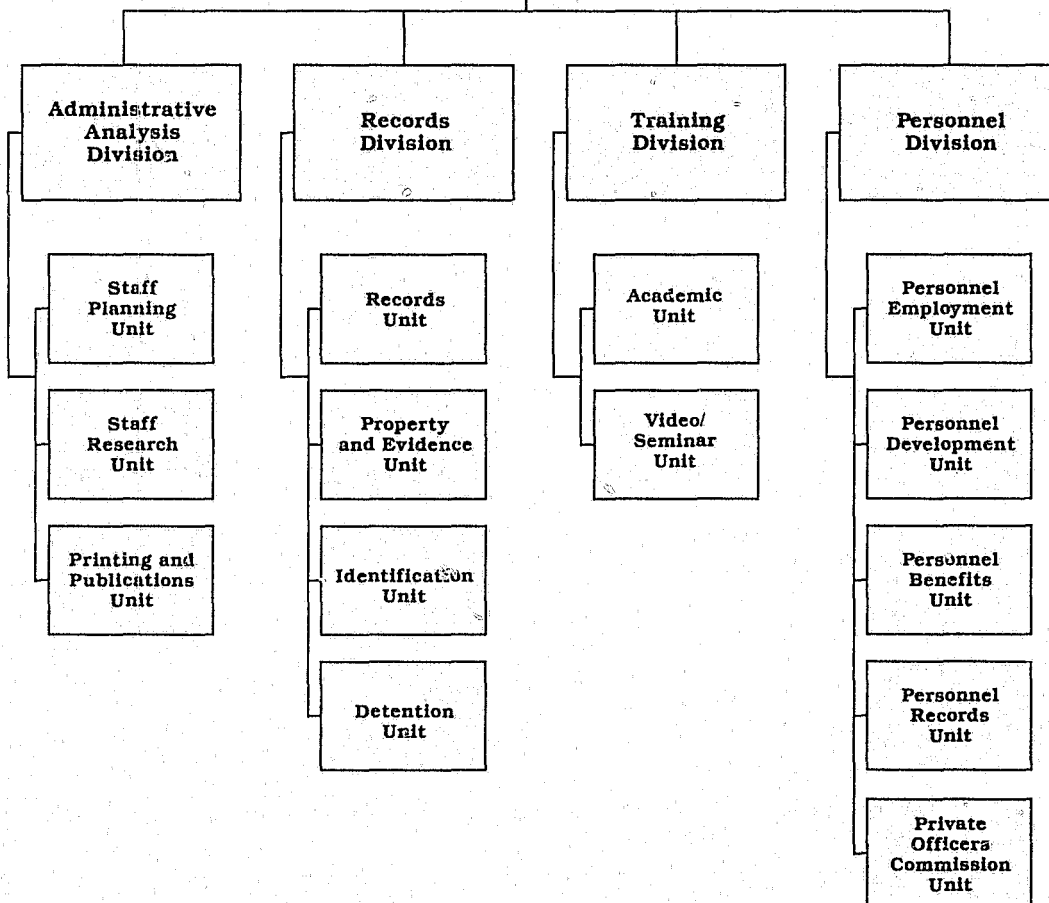 Administrative
Analysis
Division
Records
Division
Training
Division
Personnel
Division
Staff
Planning
Unit
Staff
Research
Unit
Printing and
Publications
Unit
Records
Unit
Property
and Evidence
Unit
Identification
Unit
Detention
Unit
Academic
Unit
Video/
Seminar
Unit
Personnel
Employment
Unit
Personnel
Development
Unit
Personnel
Benefits
Unit
Personnel
Records
Unit
Private
Officers
Commission
Unit